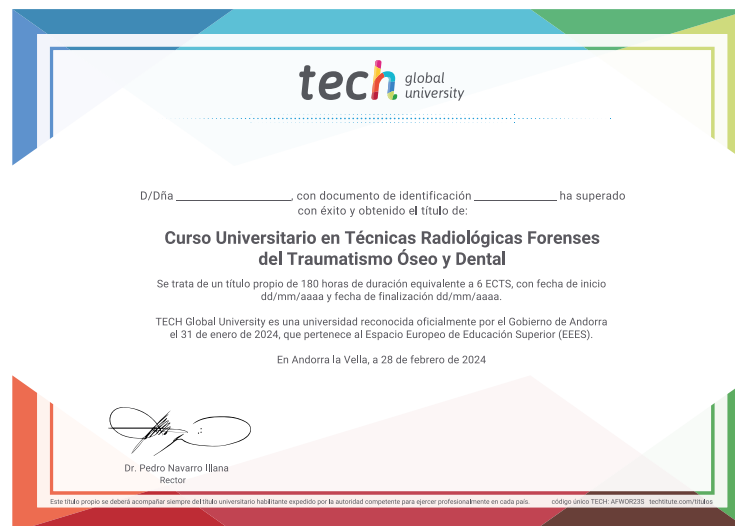 tech global
university
D/Dña ____________________, con documento de identificación ______________ ha superado
con éxito y obtenido el título de:
Curso Universitario en Técnicas Radiológicas Forenses
del Traumatismo Óseo y Dental
Se trata de un título propio de 180 horas de duración equivalente a 6 ECTS, con fecha de inicio
dd/mm/aaaa y fecha de finalización dd/mm/aaaa.
TECH Global University es una universidad reconocida oficialmente por el Gobierno de Andorra
el 31 de enero de 2024, que pertenece al Espacio Europeo de Educación Superior (EEES).
En Andorra la Vella, a 28 de febrero de 2024
Dr. Pedro Navarro Illana
Rector
Este título propio se deberá acompañar siempre del título universitario habilitante expedido por la autoridad competente para ejercer profesionalmente en cada país. código único TECH: AFWOR235 techtitute.com/titulos